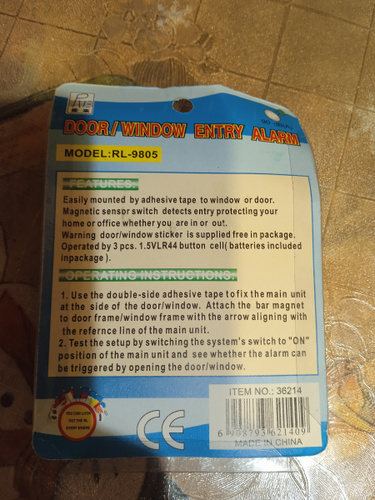 DOOR/WINDOW ENTRY ALARM
MODEL:RL-9805
FEATURES:
Easily mounted by adhesive tape to window or door.
Magnetic sensor switch detects entry protecting your
home or office whether you are in or out.
Warning door/window sticker is supplied free in package.
Operated by 3 pcs. 1.5VLR44 button cell( batteries included
inpackage ).
OPERATING INSTRUCTIONS:
1. Use the double-side adhesive tape to fix the main unit
at the side of the door/window. Attach the bar magnet
to door frame/window frame with the arrow aligning with
the refernce line of the main unit.
2. Test the setup by switching the system's switch to "ON"
position of the main unit and see whether the alarm can
be triggered by opening the door/window.
CE
ITEM NO.: 36214
6 908793 621409
MADE IN CHINA